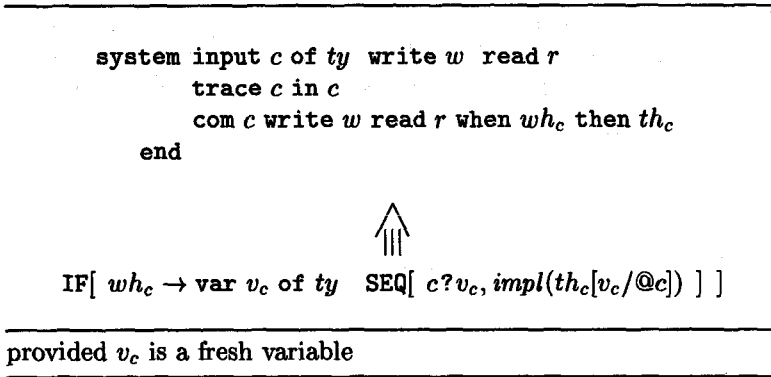 system input c of ty write w read r
trace c in c
com c write w read r when wh_c then th_c
end
⇑
IF[ wh_c → var v_c of ty SEQ[ c?v_c, impl(th_c[v_c/@c]) ] ]
provided v_c is a fresh variable